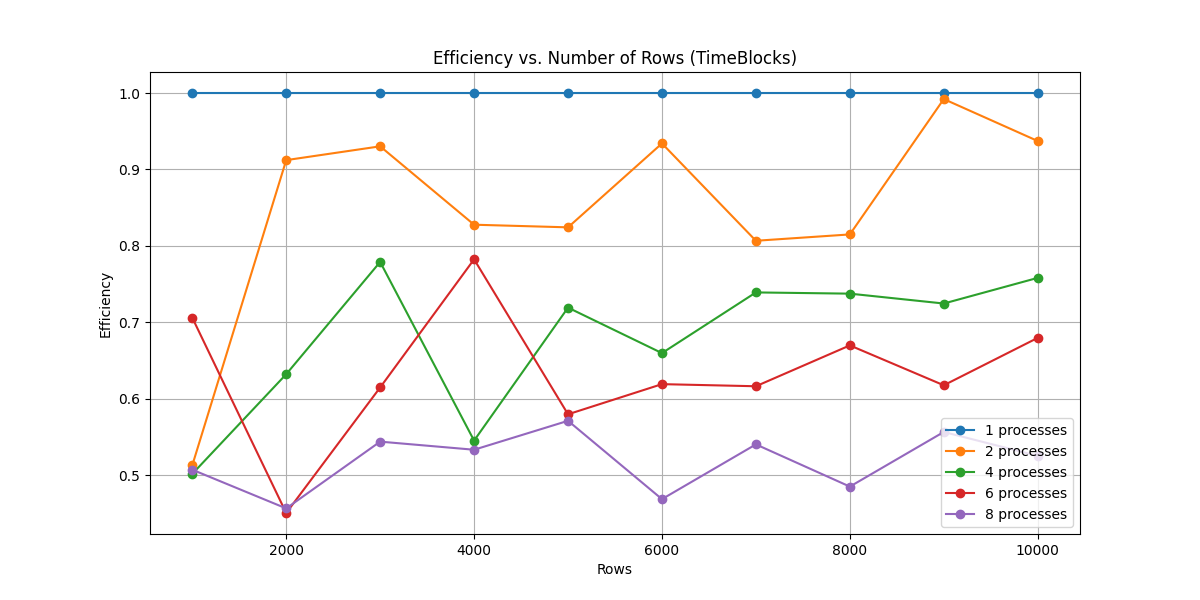 Efficiency vs. Number of Rows (TimeBlocks)
Efficiency
1.0
0.9
0.8
0.7
0.6
0.5
2000
4000
6000
8000
10000
Rows
1 processes
2 processes
4 processes
6 processes
8 processes